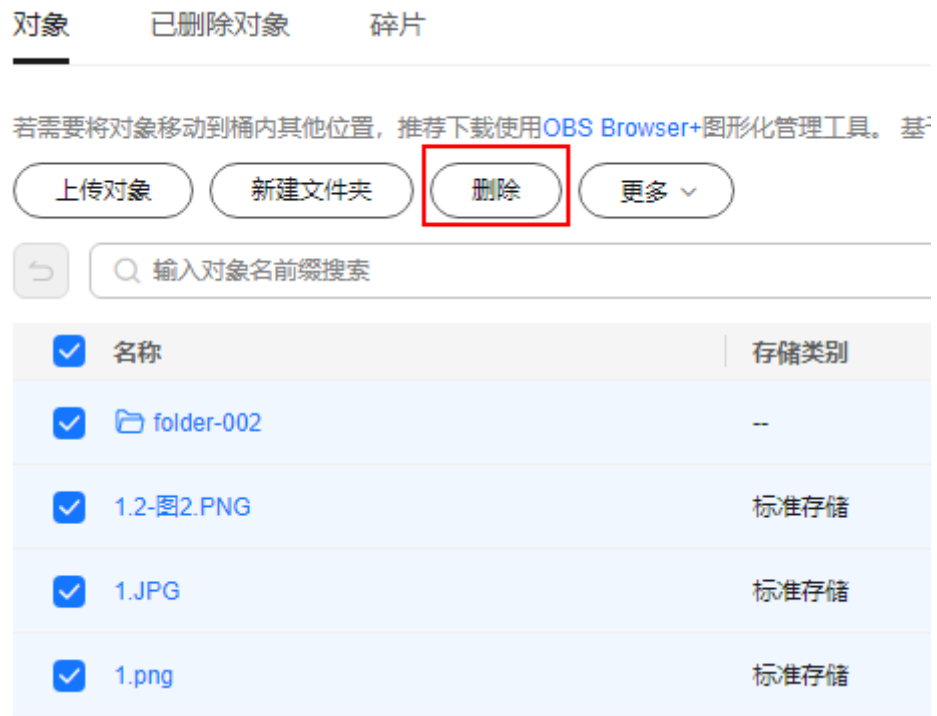 对象 已删除对象 碎片
若需要将对象移动到桶内其他位置，推荐下载使用OBS Browser+图形化管理工具。 基
上传对象 新建文件夹 删除 更多
输入对象名前缀搜索
名称 存储类别
folder-002 --
1.2-图2.PNG 标准存储
1.JPG 标准存储
1.png 标准存储